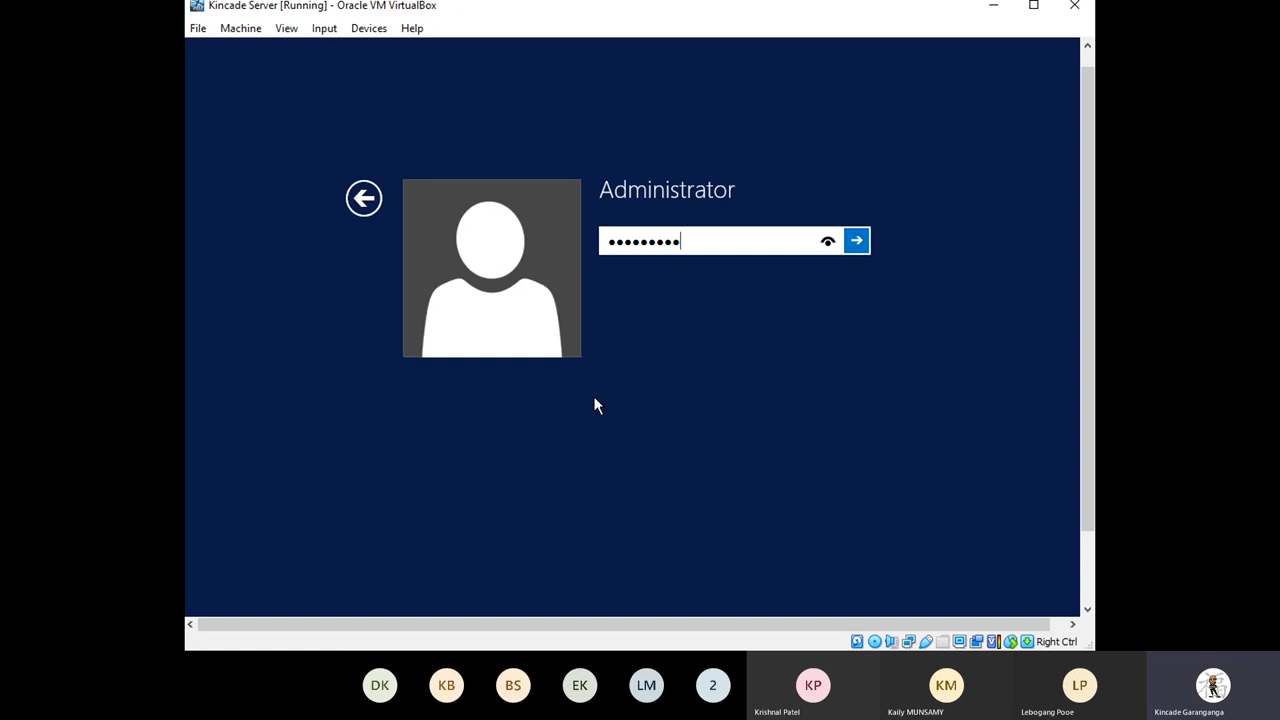 Kincade Server [Running] - Oracle VM VirtualBox
File Machine View Input Devices Help
Administrator
•••••••••
Right Ctrl
DK KB BS EK LM 2 KP KM LP
Krishnal Patel Kaily MUNSAMY Lebogang Pooe Kincade Garanganga